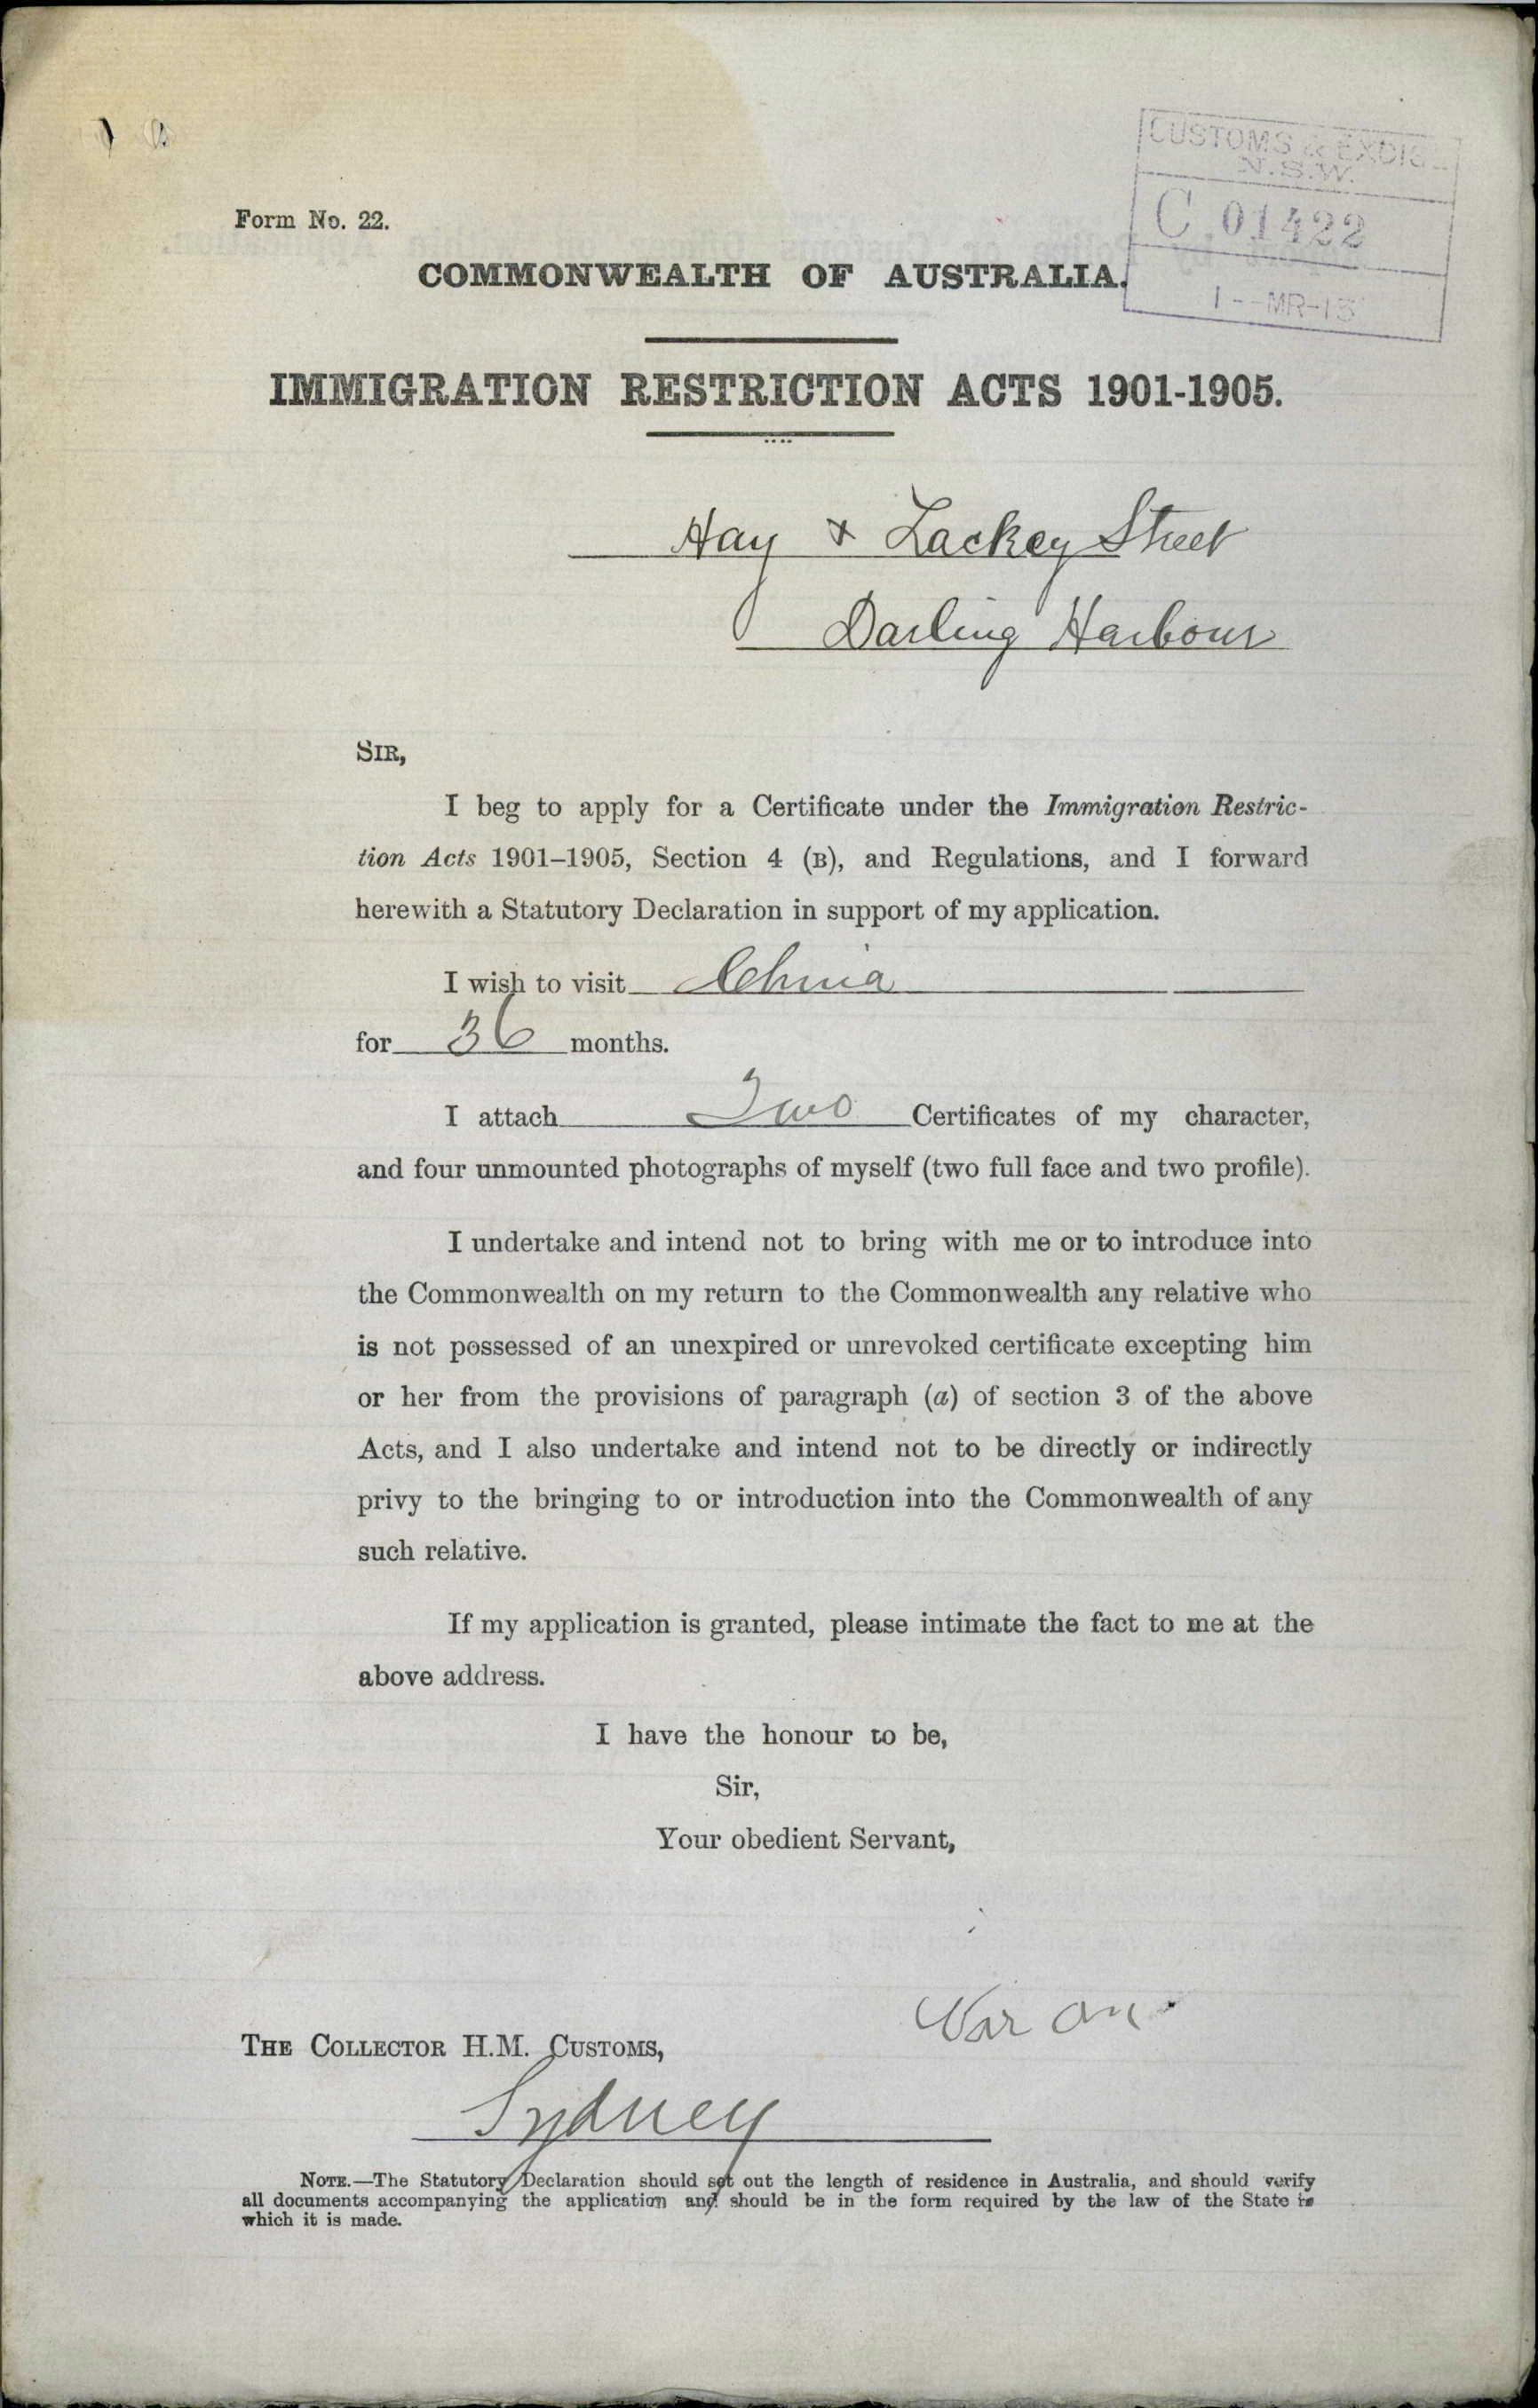 CUSTOMS & EXCISE
N.S.W.
C 01422
1--MR-13
Form No. 22.
COMMONWEALTH OF AUSTRALIA.
IMMIGRATION RESTRICTION ACTS 1901-1905.
Hay & Lackey Street
Darling Harbour
SIR,
I beg to apply for a Certificate under the Immigration Restric-
tion Acts 1901–1905, Section 4 (B), and Regulations, and I forward
herewith a Statutory Declaration in support of my application.
I wish to visit China
for 36 months.
I attach Two Certificates of my character,
and four unmounted photographs of myself (two full face and two profile).
I undertake and intend not to bring with me or to introduce into
the Commonwealth on my return to the Commonwealth any relative who
is not possessed of an unexpired or unrevoked certificate excepting him
or her from the provisions of paragraph (a) of section 3 of the above
Acts, and I also undertake and intend not to be directly or indirectly
privy to the bringing to or introduction into the Commonwealth of any
such relative.
If my application is granted, please intimate the fact to me at the
above address.
I have the honour to be,
Sir,
Your obedient Servant,
War on
THE COLLECTOR H.M. CUSTOMS,
Sydney
NOTE.—The Statutory Declaration should set out the length of residence in Australia, and should verify
all documents accompanying the application and should be in the form required by the law of the State in
which it is made.